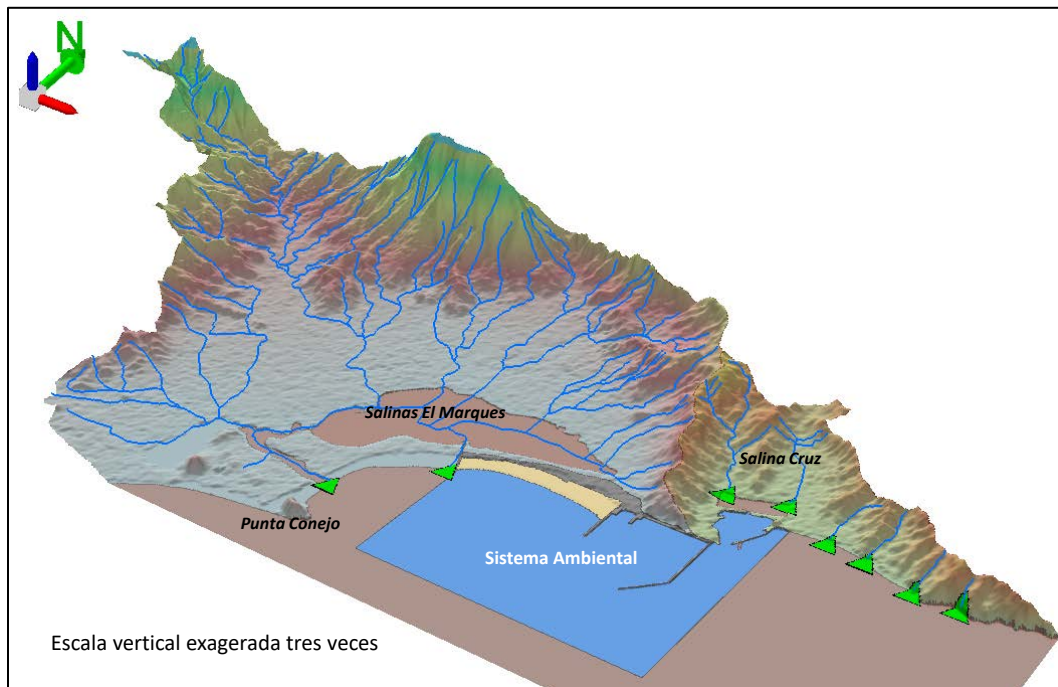 N
Salinas El Marques
Salina Cruz
Punta Conejo
Sistema Ambiental
Escala vertical exagerada tres veces